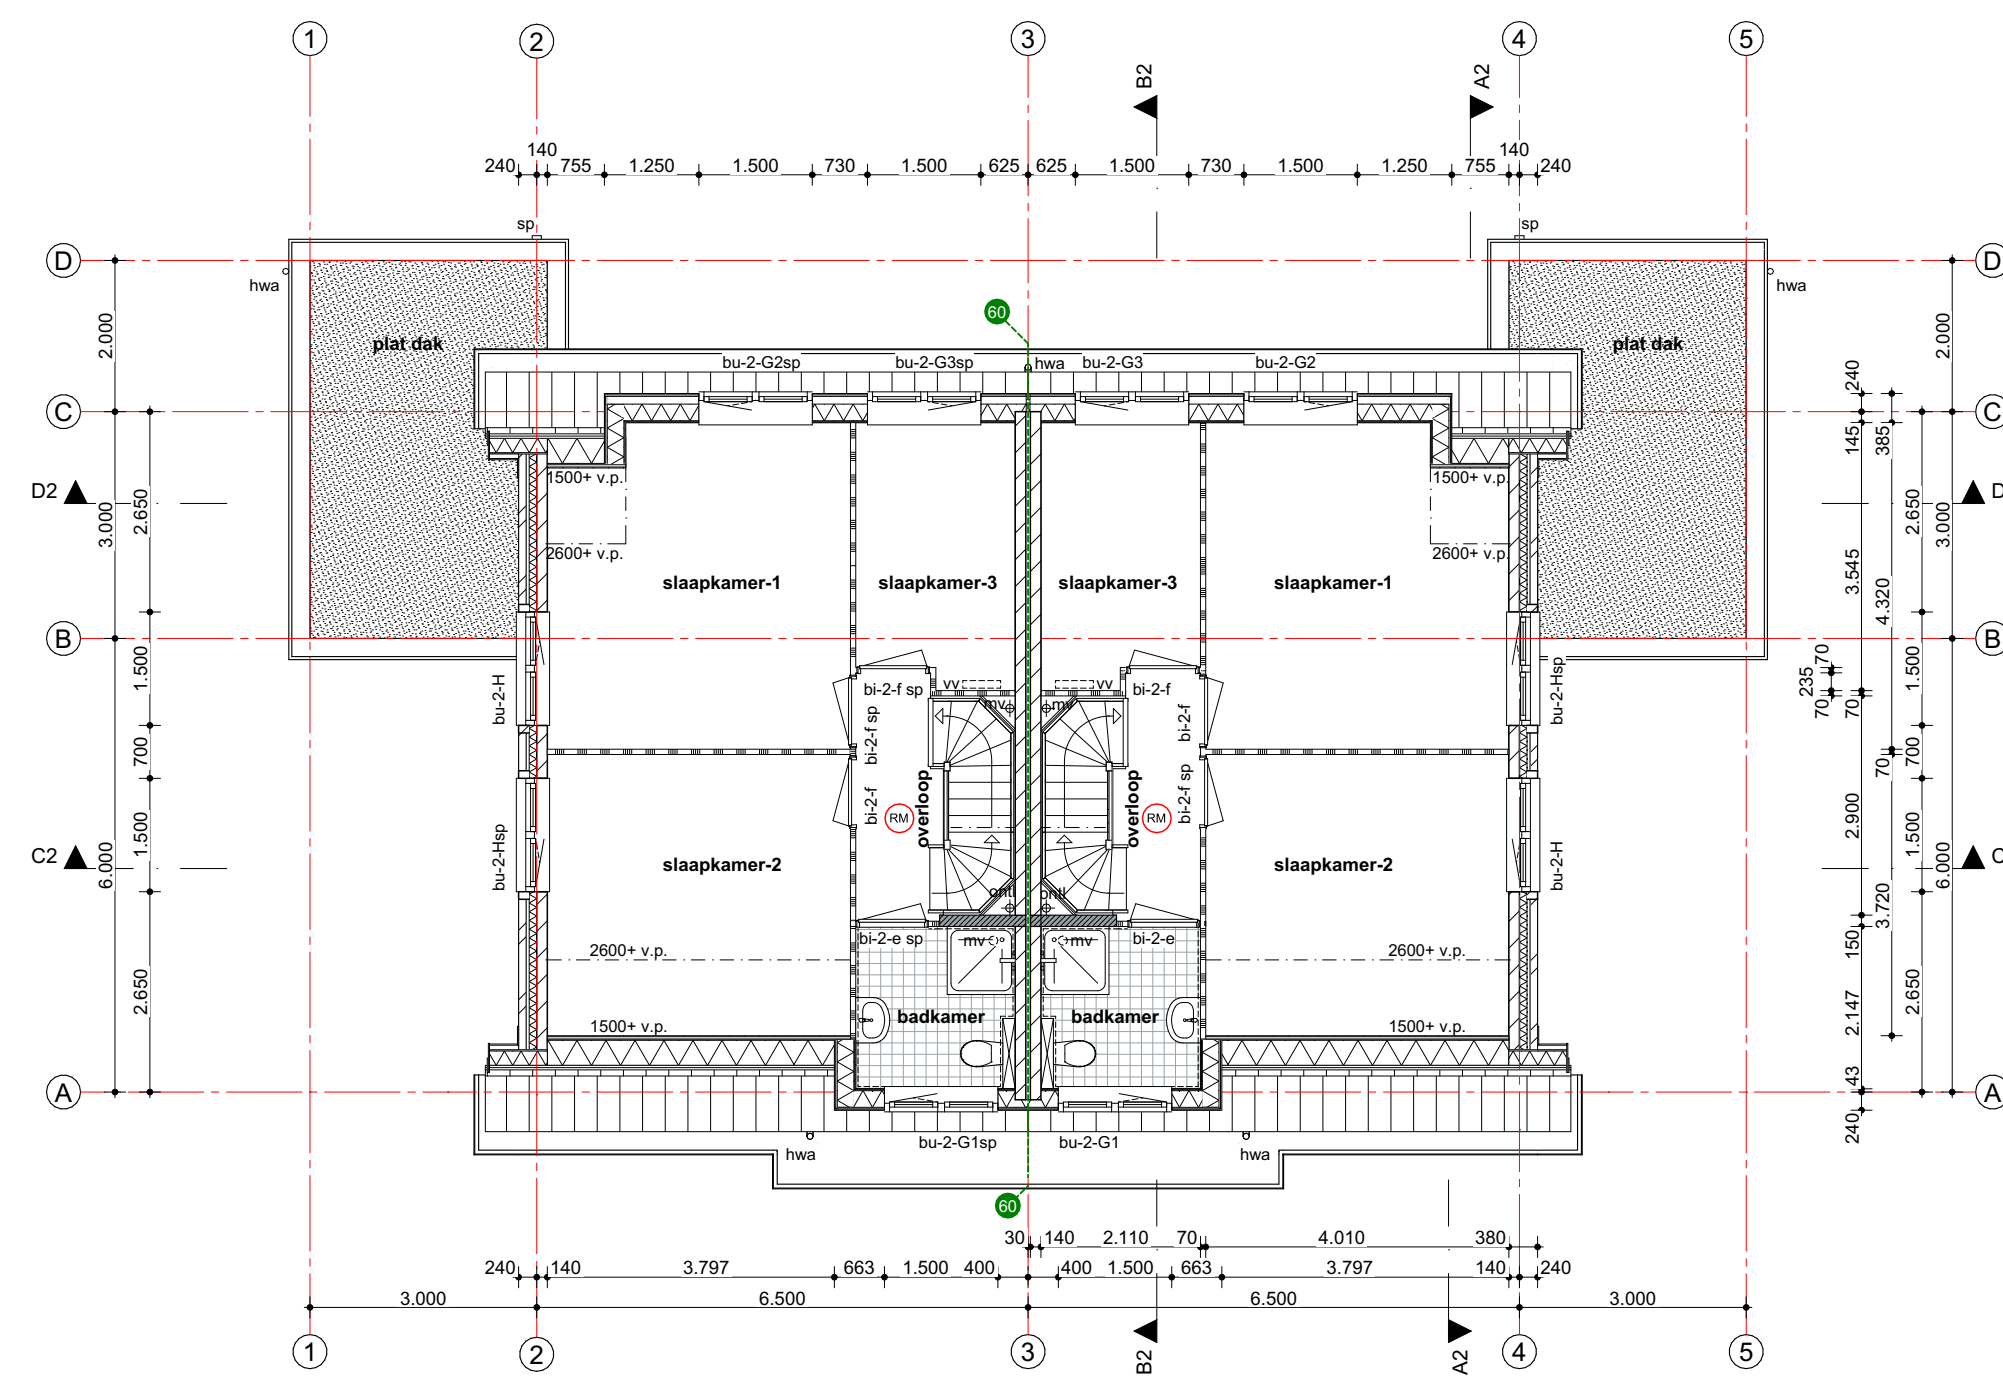 1 2 3 4 5
B2 A2
140 140
240 755 1.250 1.500 730 1.500 625 625 1.500 730 1.500 1.250 755 240
sp sp
D D
hwa hwa
60
2.000 plat dak plat dak 2.000
bu-2-G2sp bu-2-G3sp hwa bu-2-G3 bu-2-G2
240
C C
145 385
1500+ v.p. 1500+ v.p.
D2 D
3.000 2.650 2.650 3.000
2600+ v.p. 2600+ v.p.
slaapkamer-1 slaapkamer-3 slaapkamer-3 slaapkamer-1
3.545 4.320
B B
1.500 bu-2-H bi-2-f sp vv vv bi-2-f bu-2-Hsp 235 70 1.500
mv mv
70 70
bi-2-f sp bi-2-f
700 70 700
bi-2-f overloop overloop bi-2-f sp
RM RM
1.500 bu-2-Hsp bu-2-H 2.900 1.500
C2 C
6.000 slaapkamer-2 slaapkamer-2 6.000
ontl ontl
3.720
bi-2-e sp mv mv bi-2-e
150
2600+ v.p. 2600+ v.p.
2.650 2.147 2.650
badkamer badkamer
1500+ v.p. 1500+ v.p.
43
A A
240
bu-2-G1sp bu-2-G1
hwa hwa
60
30 140 2.110 70 4.010 380
240 140 3.797 663 1.500 400 400 1.500 663 3.797 140 240
3.000 6.500 6.500 3.000
1 2 3 4 5
B2 A2